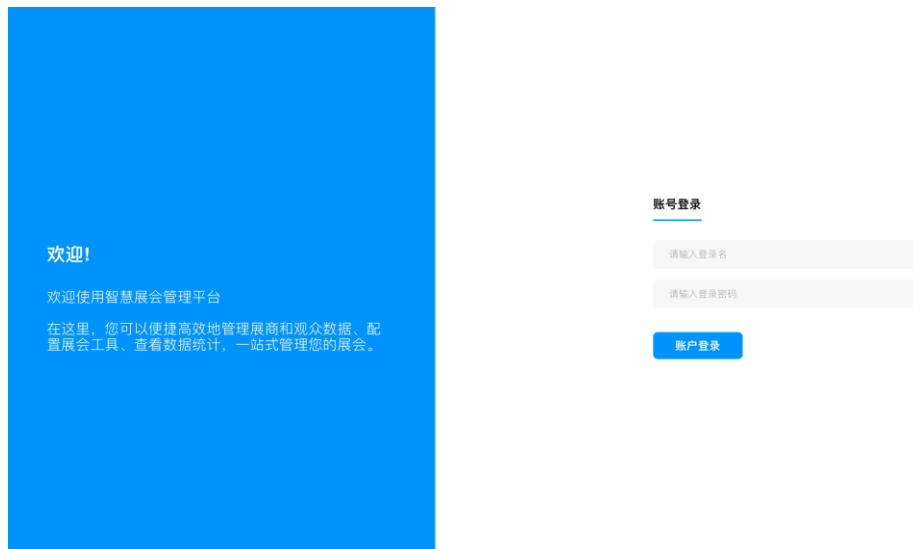 欢迎!
欢迎使用智慧展会管理平台
在这里，您可以便捷高效地管理展商和观众数据、配
置展会工具、查看数据统计，一站式管理您的展会。
账号登录
请输入登录名
请输入登录密码
账户登录